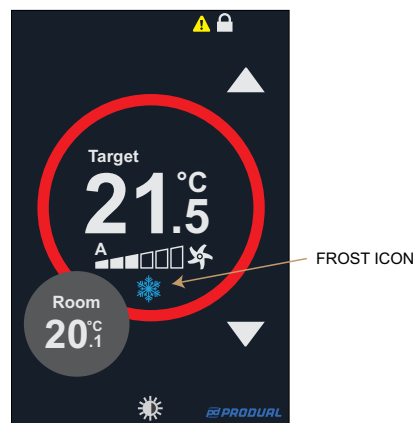 Target
21.5 °C
A
FROST ICON
Room
20.1 °C
PRODUAL